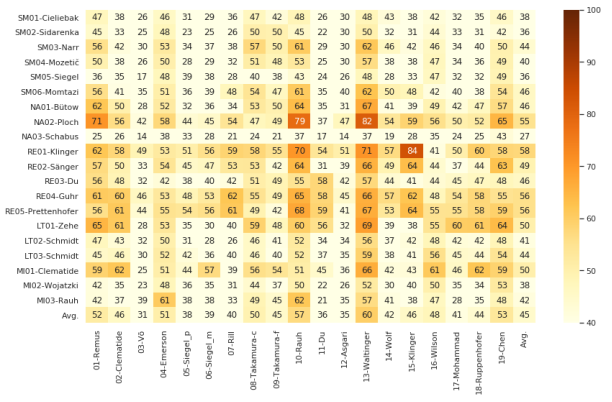 SM01-Cieliebak 47 38 26 46 31 29 36 47 42 48 26 30 48 43 38 42 32 35 46 38
SM02-Sidarenka 45 33 25 48 23 25 26 50 50 45 22 30 50 32 31 44 33 31 42 36
SM03-Narr 56 42 30 53 34 37 38 57 50 61 29 30 62 46 42 46 34 40 50 44
SM04-Mozetič 50 38 26 50 28 29 32 51 48 53 25 30 57 38 38 47 34 36 49 40
SM05-Siegel 36 35 17 48 39 38 28 40 38 43 24 26 48 28 33 47 32 32 49 36
SM06-Momtazi 56 41 35 51 36 39 48 54 47 61 35 40 62 50 48 42 40 38 54 46
NA01-Bütow 62 50 28 52 32 36 34 53 50 64 35 31 67 41 39 49 42 47 57 46
NA02-Ploch 71 56 42 58 44 45 54 47 49 79 37 47 82 54 59 56 50 52 65 55
NA03-Schabus 25 26 14 38 33 28 21 24 21 37 17 14 37 19 28 35 24 25 43 27
RE01-Klinger 62 58 49 53 51 56 59 58 55 70 54 51 71 57 84 41 50 60 58 58
RE02-Sänger 57 50 33 54 45 47 53 53 42 64 31 39 66 49 64 44 37 44 63 49
RE03-Du 56 48 32 42 38 40 42 51 49 55 58 42 57 44 41 44 45 47 48 46
RE04-Guhr 61 60 46 53 48 53 62 55 49 65 58 45 66 57 62 48 54 58 55 56
RE05-Prettenhofer 56 61 44 55 54 56 61 49 42 68 59 41 67 53 64 55 55 58 59 56
LT01-Zehe 65 61 28 53 35 30 40 59 48 60 56 32 69 39 38 55 60 61 64 50
LT02-Schmidt 47 43 32 50 31 28 26 46 41 52 34 34 56 37 42 48 42 42 48 41
LT03-Schmidt 45 46 30 52 42 36 40 46 40 52 37 35 59 38 41 56 45 44 54 44
MI01-Clematide 59 62 25 51 44 57 39 56 54 51 45 36 66 42 43 61 46 62 59 50
MI02-Wojatzki 42 35 23 48 36 35 31 44 37 50 22 26 52 30 40 50 35 34 53 38
MI03-Rauh 42 37 39 61 38 38 33 49 45 62 21 35 57 41 38 47 28 35 48 42
Avg. 52 46 31 51 38 39 40 50 45 57 36 35 60 42 46 48 41 44 53 45
01-Remus 02-Clematide 03-Võ 04-Emerson 05-Siegel_p 06-Siegel_m 07-Rill 08-Takamura-c 09-Takamura-f 10-Rauh 11-Du 12-Asgari 13-Waltinger 14-Wolf 15-Klinger 16-Wilson 17-Mohammad 18-Ruppenhofer 19-Chen Avg.
100
90
80
70
60
50
40